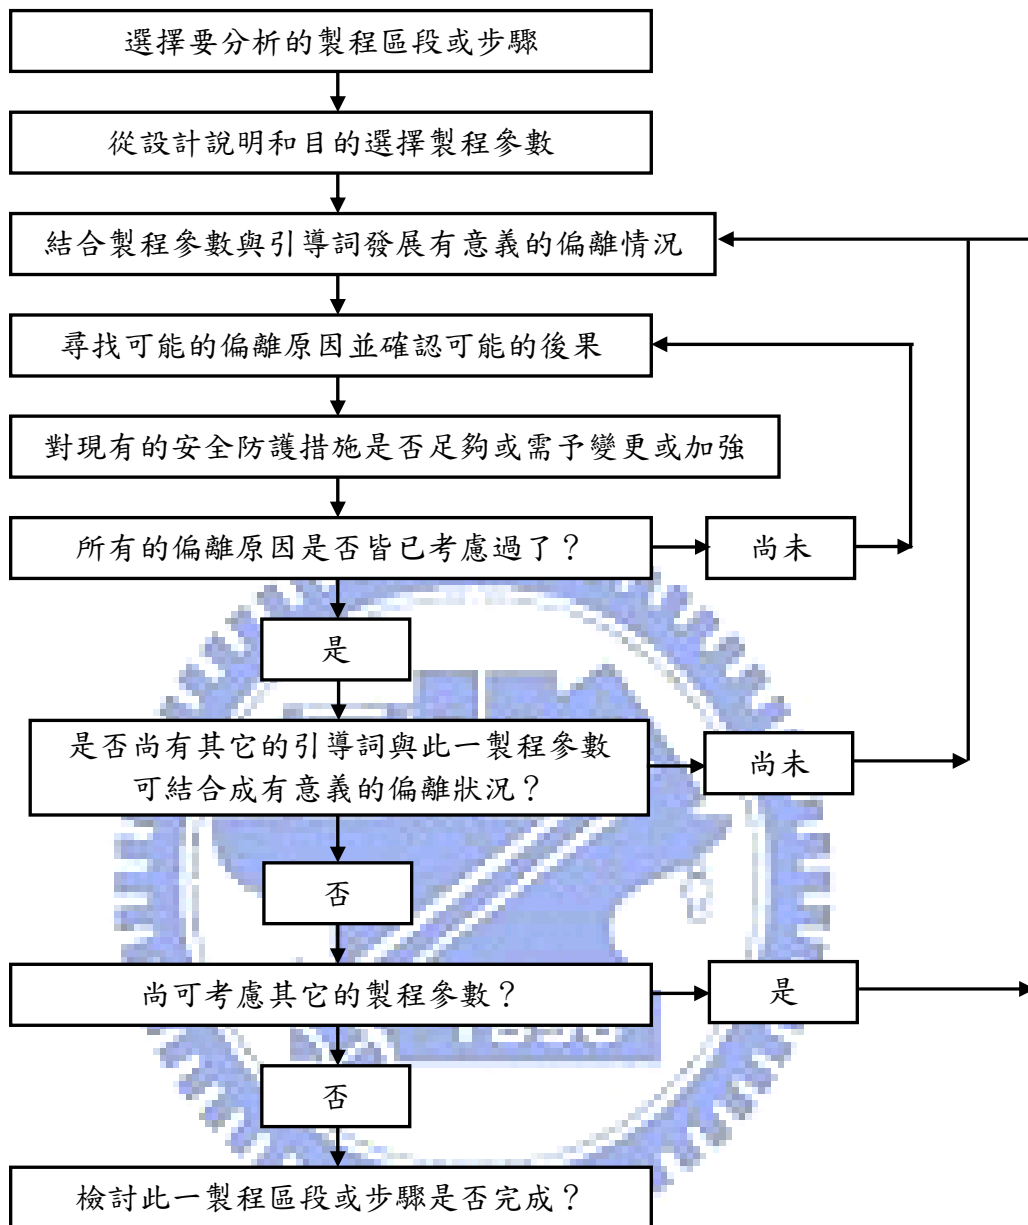 選擇要分析的製程區段或步驟
從設計說明和目的選擇製程參數
結合製程參數與引導詞發展有意義的偏離情況
尋找可能的偏離原因並確認可能的後果
對現有的安全防護措施是否足夠或需予變更或加強
所有的偏離原因是否皆已考慮過了？
尚未
是
是否尚有其它的引導詞與此一製程參數
可結合成有意義的偏離狀況？
尚未
否
尚可考慮其它的製程參數？
是
否
檢討此一製程區段或步驟是否完成？